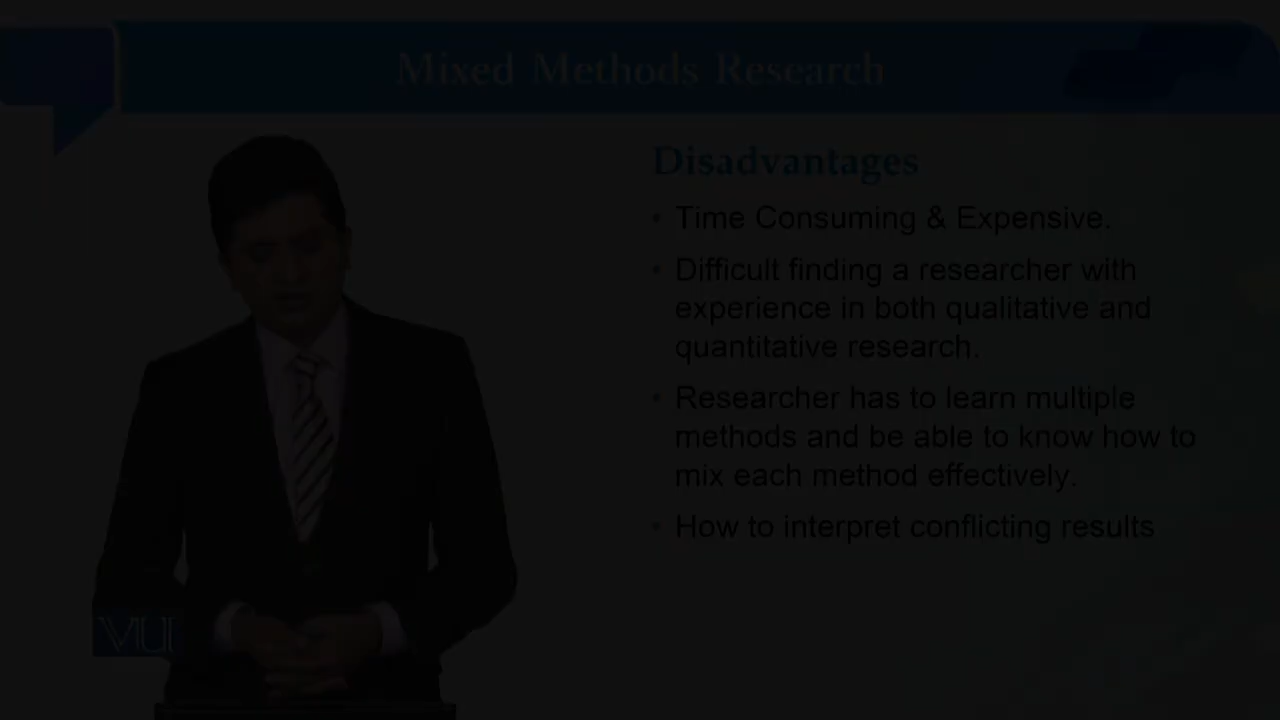 Mixed Methods Research
Disadvantages
• Time Consuming & Expensive.
• Difficult finding a researcher with
experience in both qualitative and
quantitative research.
• Researcher has to learn multiple
methods and be able to know how to
mix each method effectively.
• How to interpret conflicting results
VU